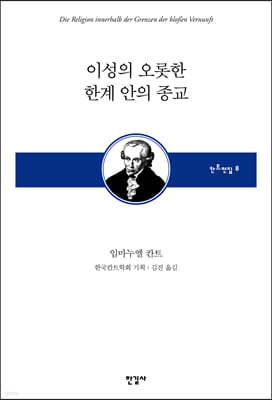 Die Religion innerhalb der Grenzen der bloßen Vernunft
이성의 오롯한
한계 안의 종교
칸트전집 8
임마누엘 칸트
한국칸트학회 기획·김진 옮김
한길사